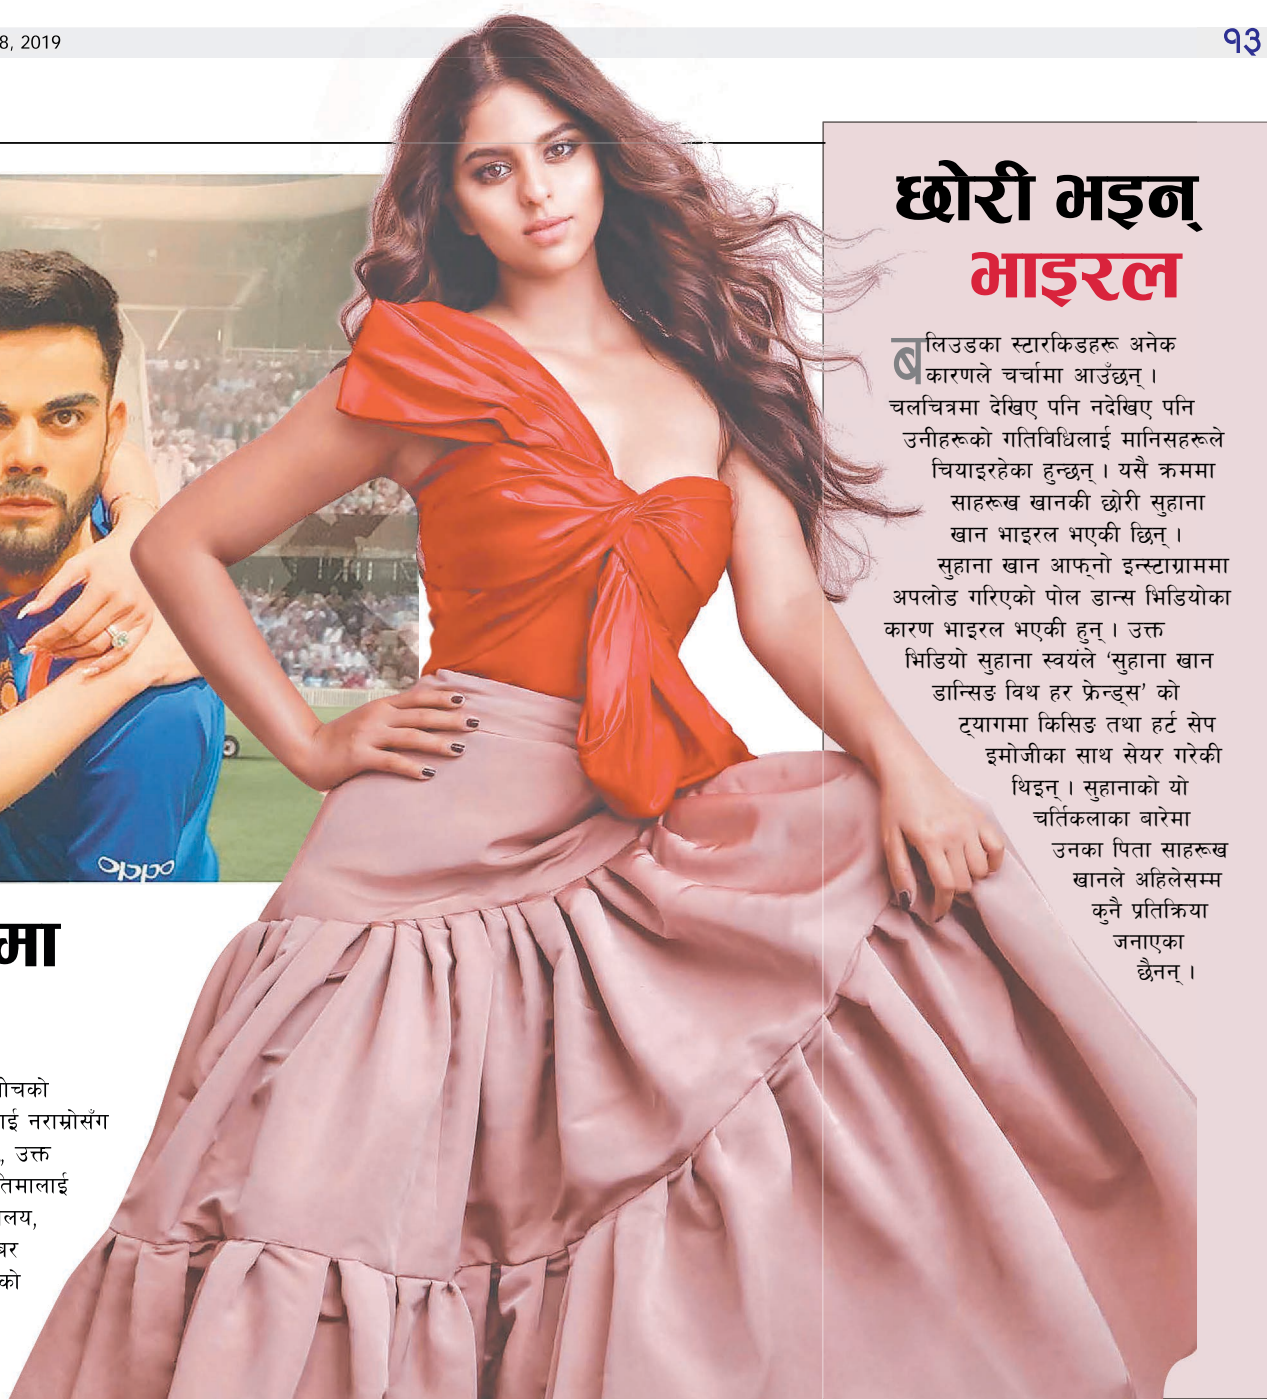 8, 2019
१३
छोरी भइन्
भाइरल
बलिउडका स्टारकिडहरू अनेक
कारणले चर्चामा आउँछन् ।
चलचित्रमा देखिए पनि नदेखिए पनि
उनीहरूको गतिविधिलाई मानिसहरूले
चियाइरहेका हुन्छन् । यसै क्रममा
साहरूख खानकी छोरी सुहाना
खान भाइरल भएकी छिन् ।
सुहाना खान आफ्नो इन्स्टाग्राममा
अपलोड गरिएको पोल डान्स भिडियोका
कारण भाइरल भएकी हुन् । उक्त
भिडियो सुहाना स्वयंले ‘सुहाना खान
डान्सिङ विथ हर फ्रेन्ड्स’ को
ट्यागमा किसिङ तथा हर्ट सेप
इमोजीका साथ सेयर गरेकी
थिइन् । सुहानाको यो
चर्तिकलाका बारेमा
उनका पिता साहरूख
खानले अहिलेसम्म
कुनै प्रतिक्रिया
जनाएका
छैनन् ।
oppo
मा
चको
ाई नराम्रोसँग
, उक्त
तिमालाई
ालय,
बर
को